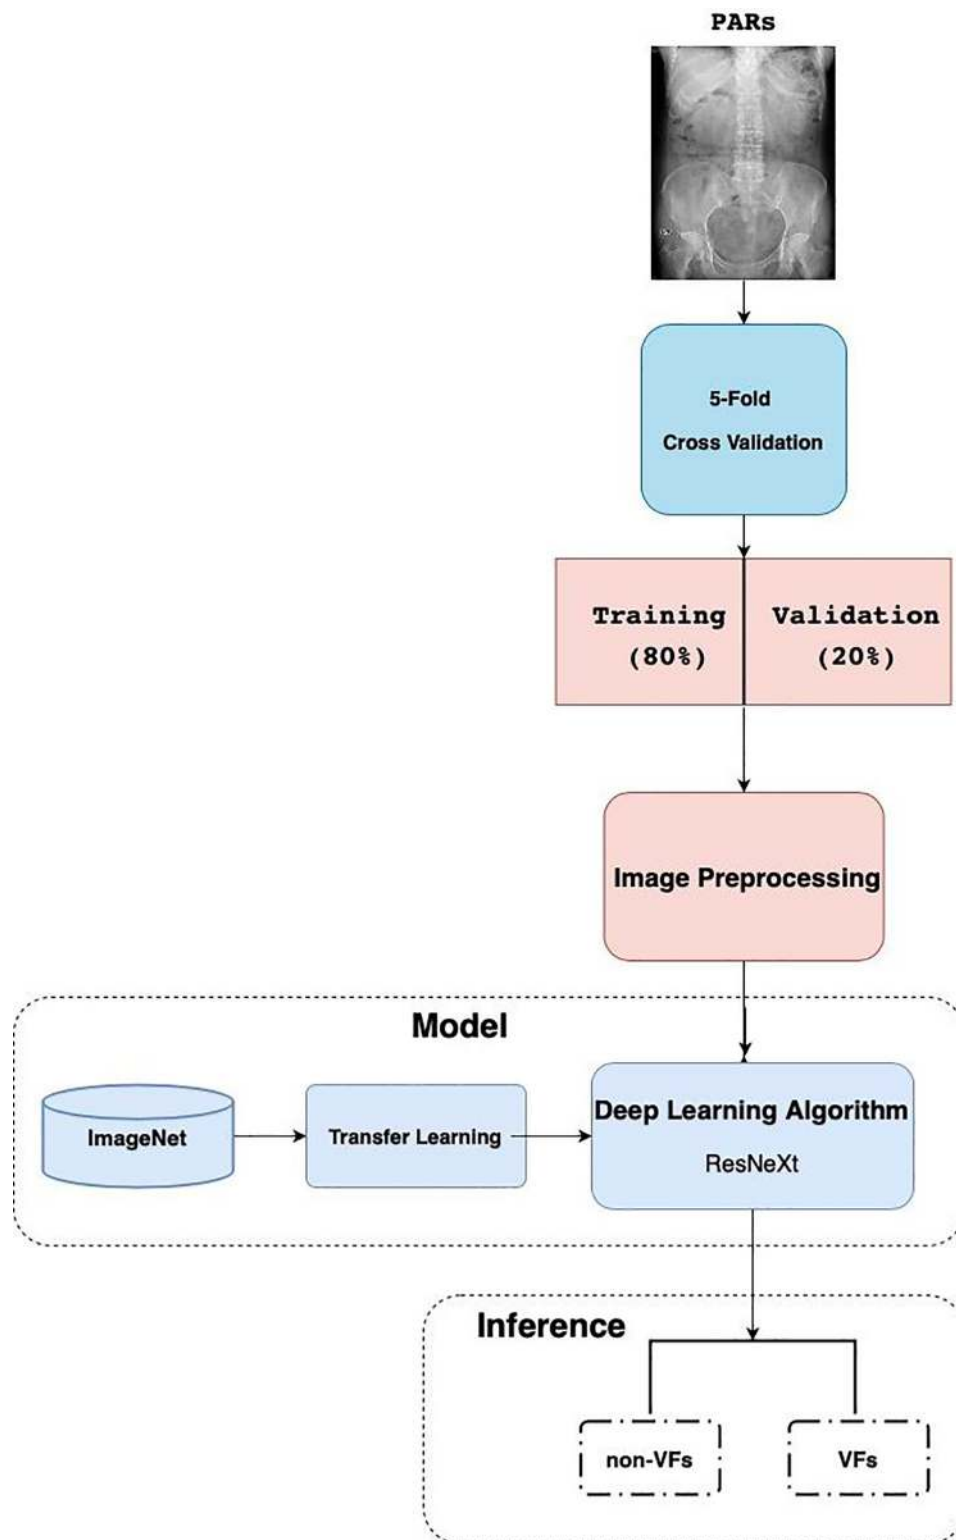 PARs
5-Fold
Cross Validation
Training
(80%)
Validation
(20%)
Image Preprocessing
Model
ImageNet
Transfer Learning
Deep Learning Algorithm
ResNeXt
Inference
non-VFs
VFs